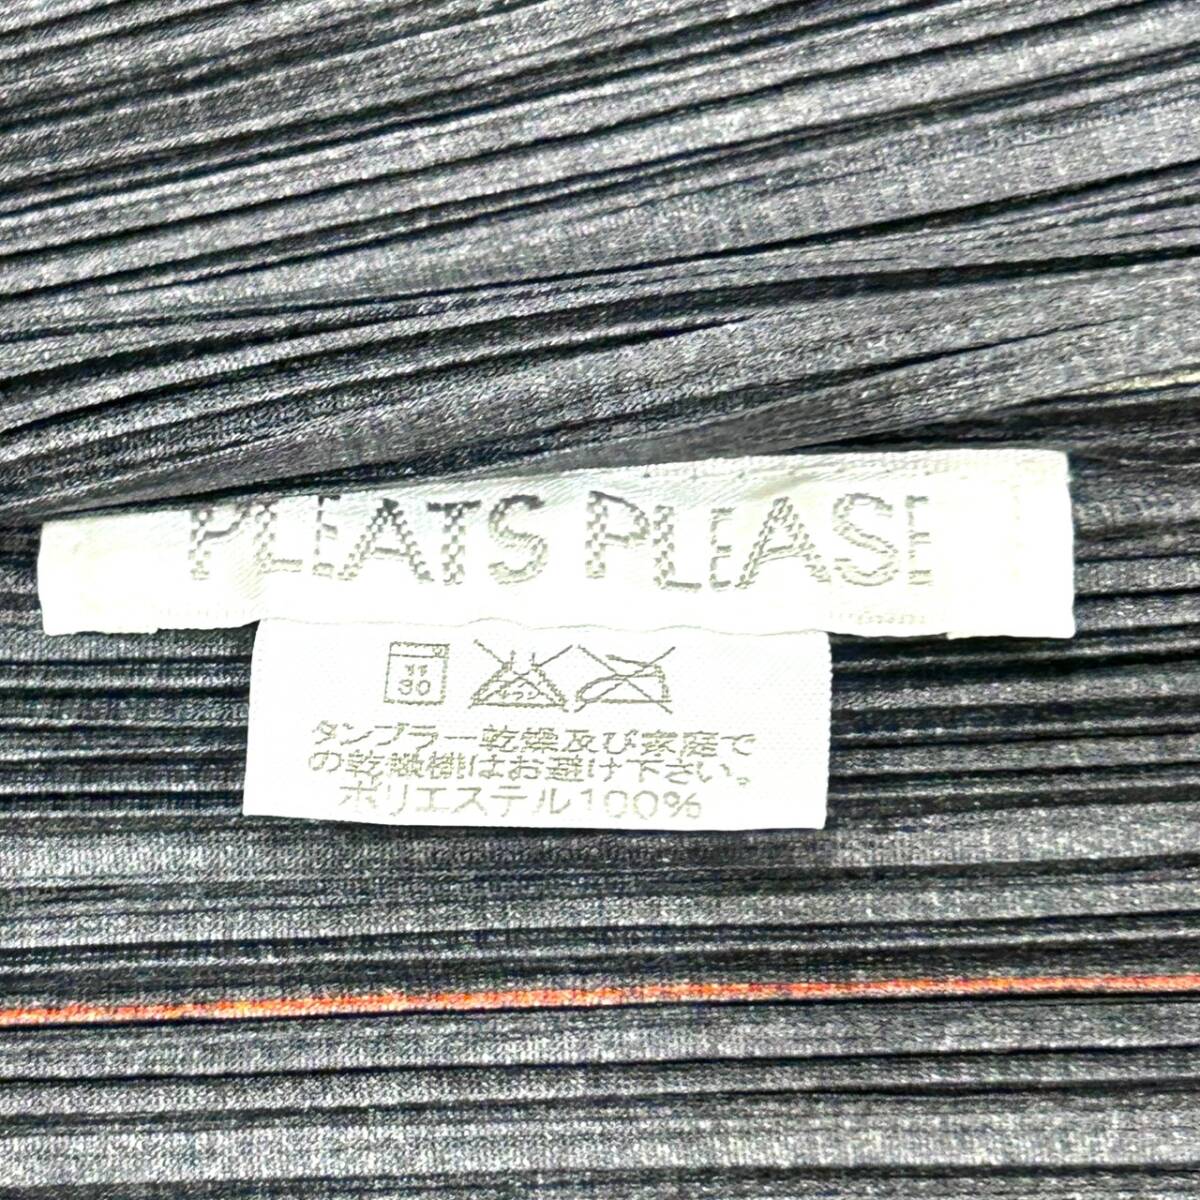 PLEATS PLEASE
30
タンブラー乾燥及び家庭で
の乾燥機はお避け下さい。
ポリエステル100%